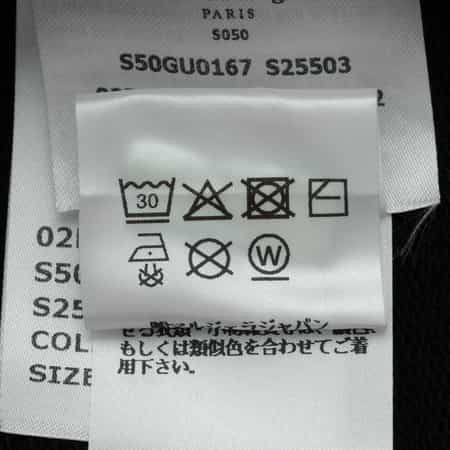 PARIS
S050
S50GU0167 S25503
30
W
02
S50
S25
COL
SIZE
もしくは類似色を合わせてご着
用下さい。